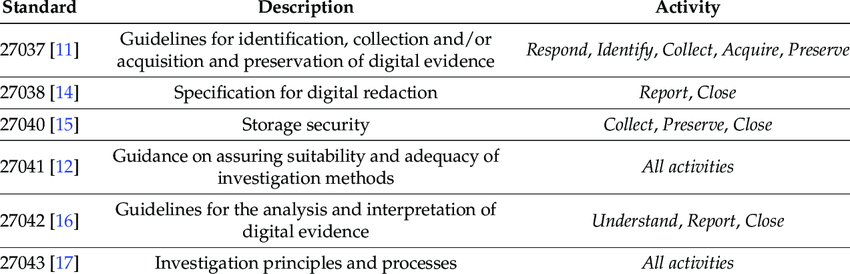 Standard Description Activity
27037 [11] Guidelines for identification, collection and/or acquisition and preservation of digital evidence Respond, Identify, Collect, Acquire, Preserve
27038 [14] Specification for digital redaction Report, Close
27040 [15] Storage security Collect, Preserve, Close
27041 [12] Guidance on assuring suitability and adequacy of investigation methods All activities
27042 [16] Guidelines for the analysis and interpretation of digital evidence Understand, Report, Close
27043 [17] Investigation principles and processes All activities